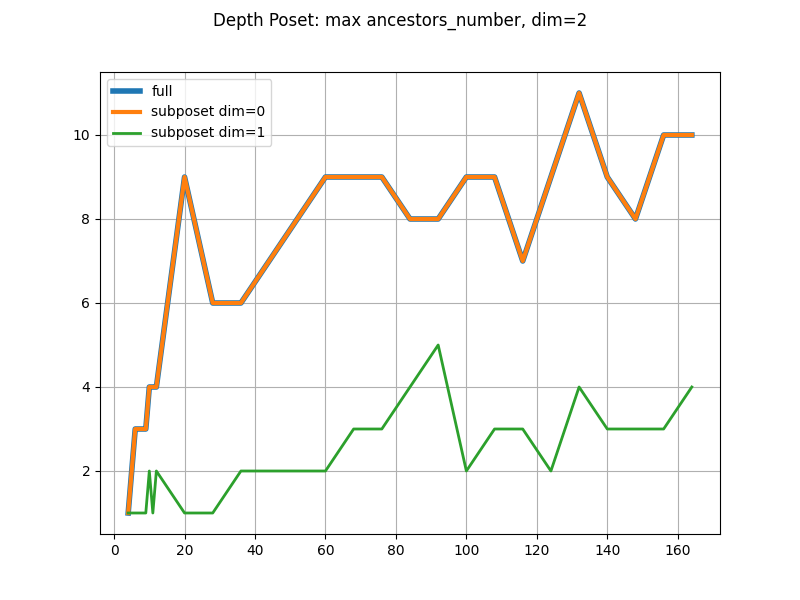 Depth Poset: max ancestors_number, dim=2
full
subposet dim=0
subposet dim=1
10
8
6
4
2
0 20 40 60 80 100 120 140 160